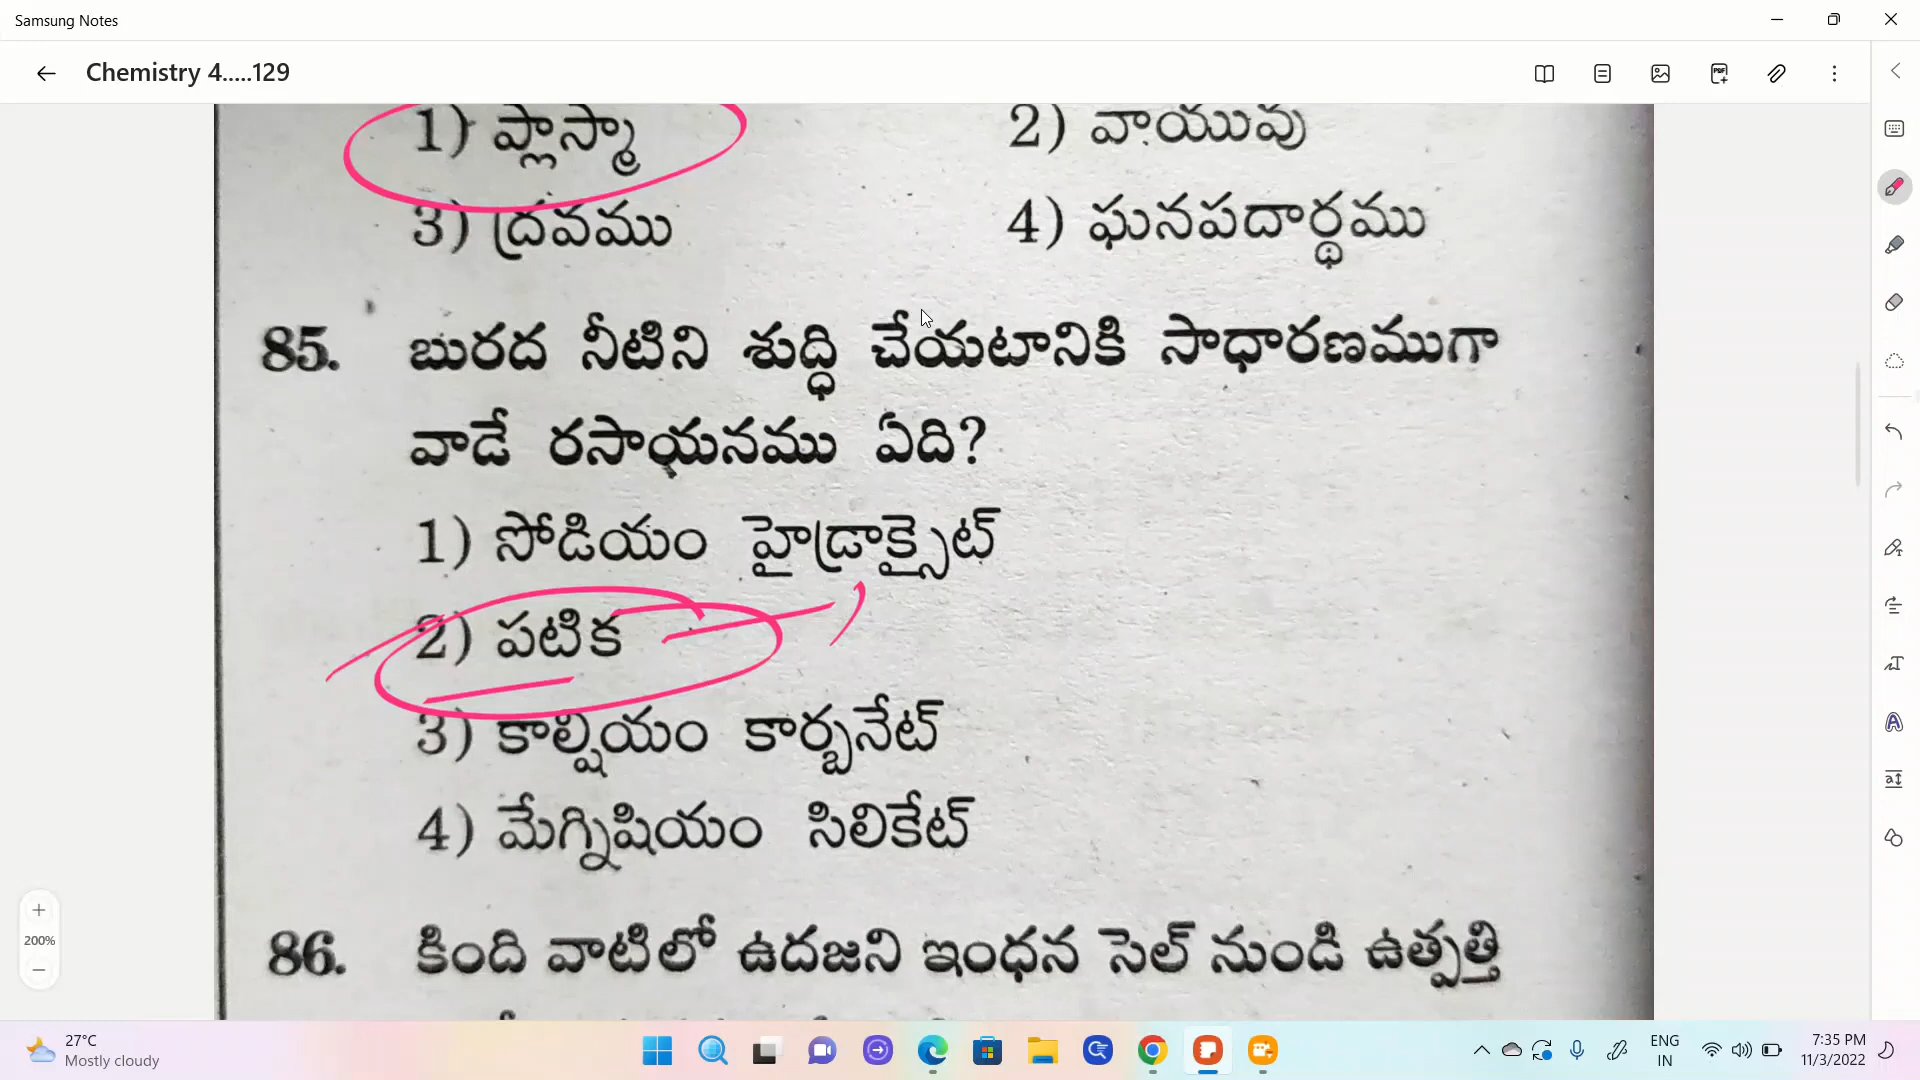 Samsung Notes
Chemistry 4.....129
1) ప్లాస్మా 2) వాయువు
3) ద్రవము 4) ఘనపదార్థము
85. బురద నీటిని శుద్ధి చేయటానికి సాధారణముగా
వాడే రసాయనము ఏది?
1) సోడియం హైడ్రాక్సైట్
2) పటిక
3) కాల్షియం కార్బనేట్
4) మేగ్నిషియం సిలికేట్
86. కింది వాటిలో ఉదజని ఇంధన సెల్ నుండి ఉత్పత్తి
200%
27°C
Mostly cloudy
ENG
IN
7:35 PM
11/3/2022